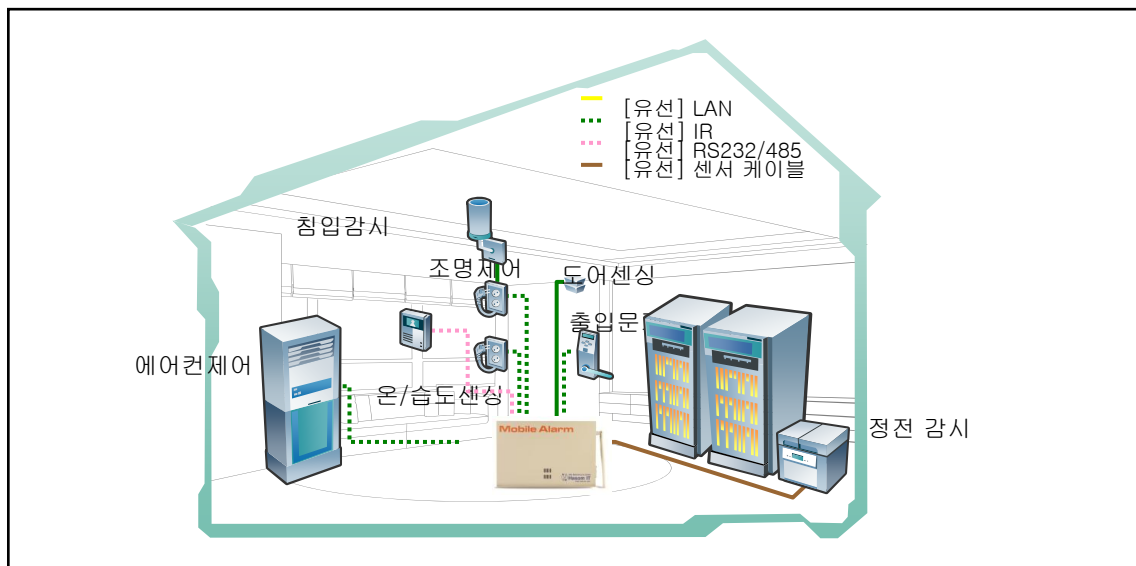 [유선] LAN
[유선] IR
[유선] RS232/485
[유선] 센서 케이블
침입감시
조명제어
도어센싱
출입문
에어컨제어
온/습도센싱
Mobile Alarm
정전 감시